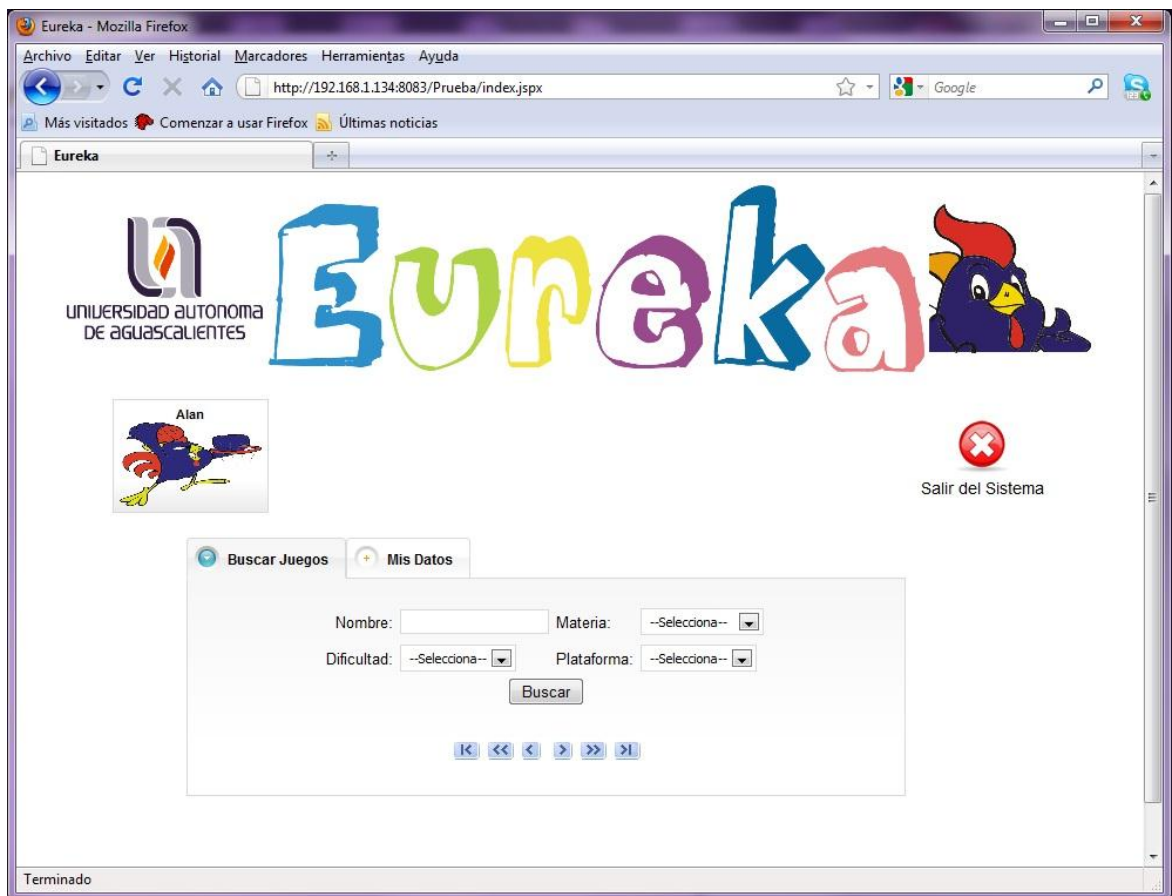 Eureka - Mozilla Firefox
Archivo Editar Ver Historial Marcadores Herramientas Ayuda
http://192.168.1.134:8083/Prueba/index.jspx
Google
Más visitados Comenzar a usar Firefox Últimas noticias
Eureka
Eureka
UNIVERSIDAD AUTONOMA
DE AGUASCALIENTES
Alan
Salir del Sistema
Buscar Juegos Mis Datos
Nombre: Materia: --Selecciona--
Dificultad: --Selecciona-- Plataforma: --Selecciona--
Buscar
Terminado